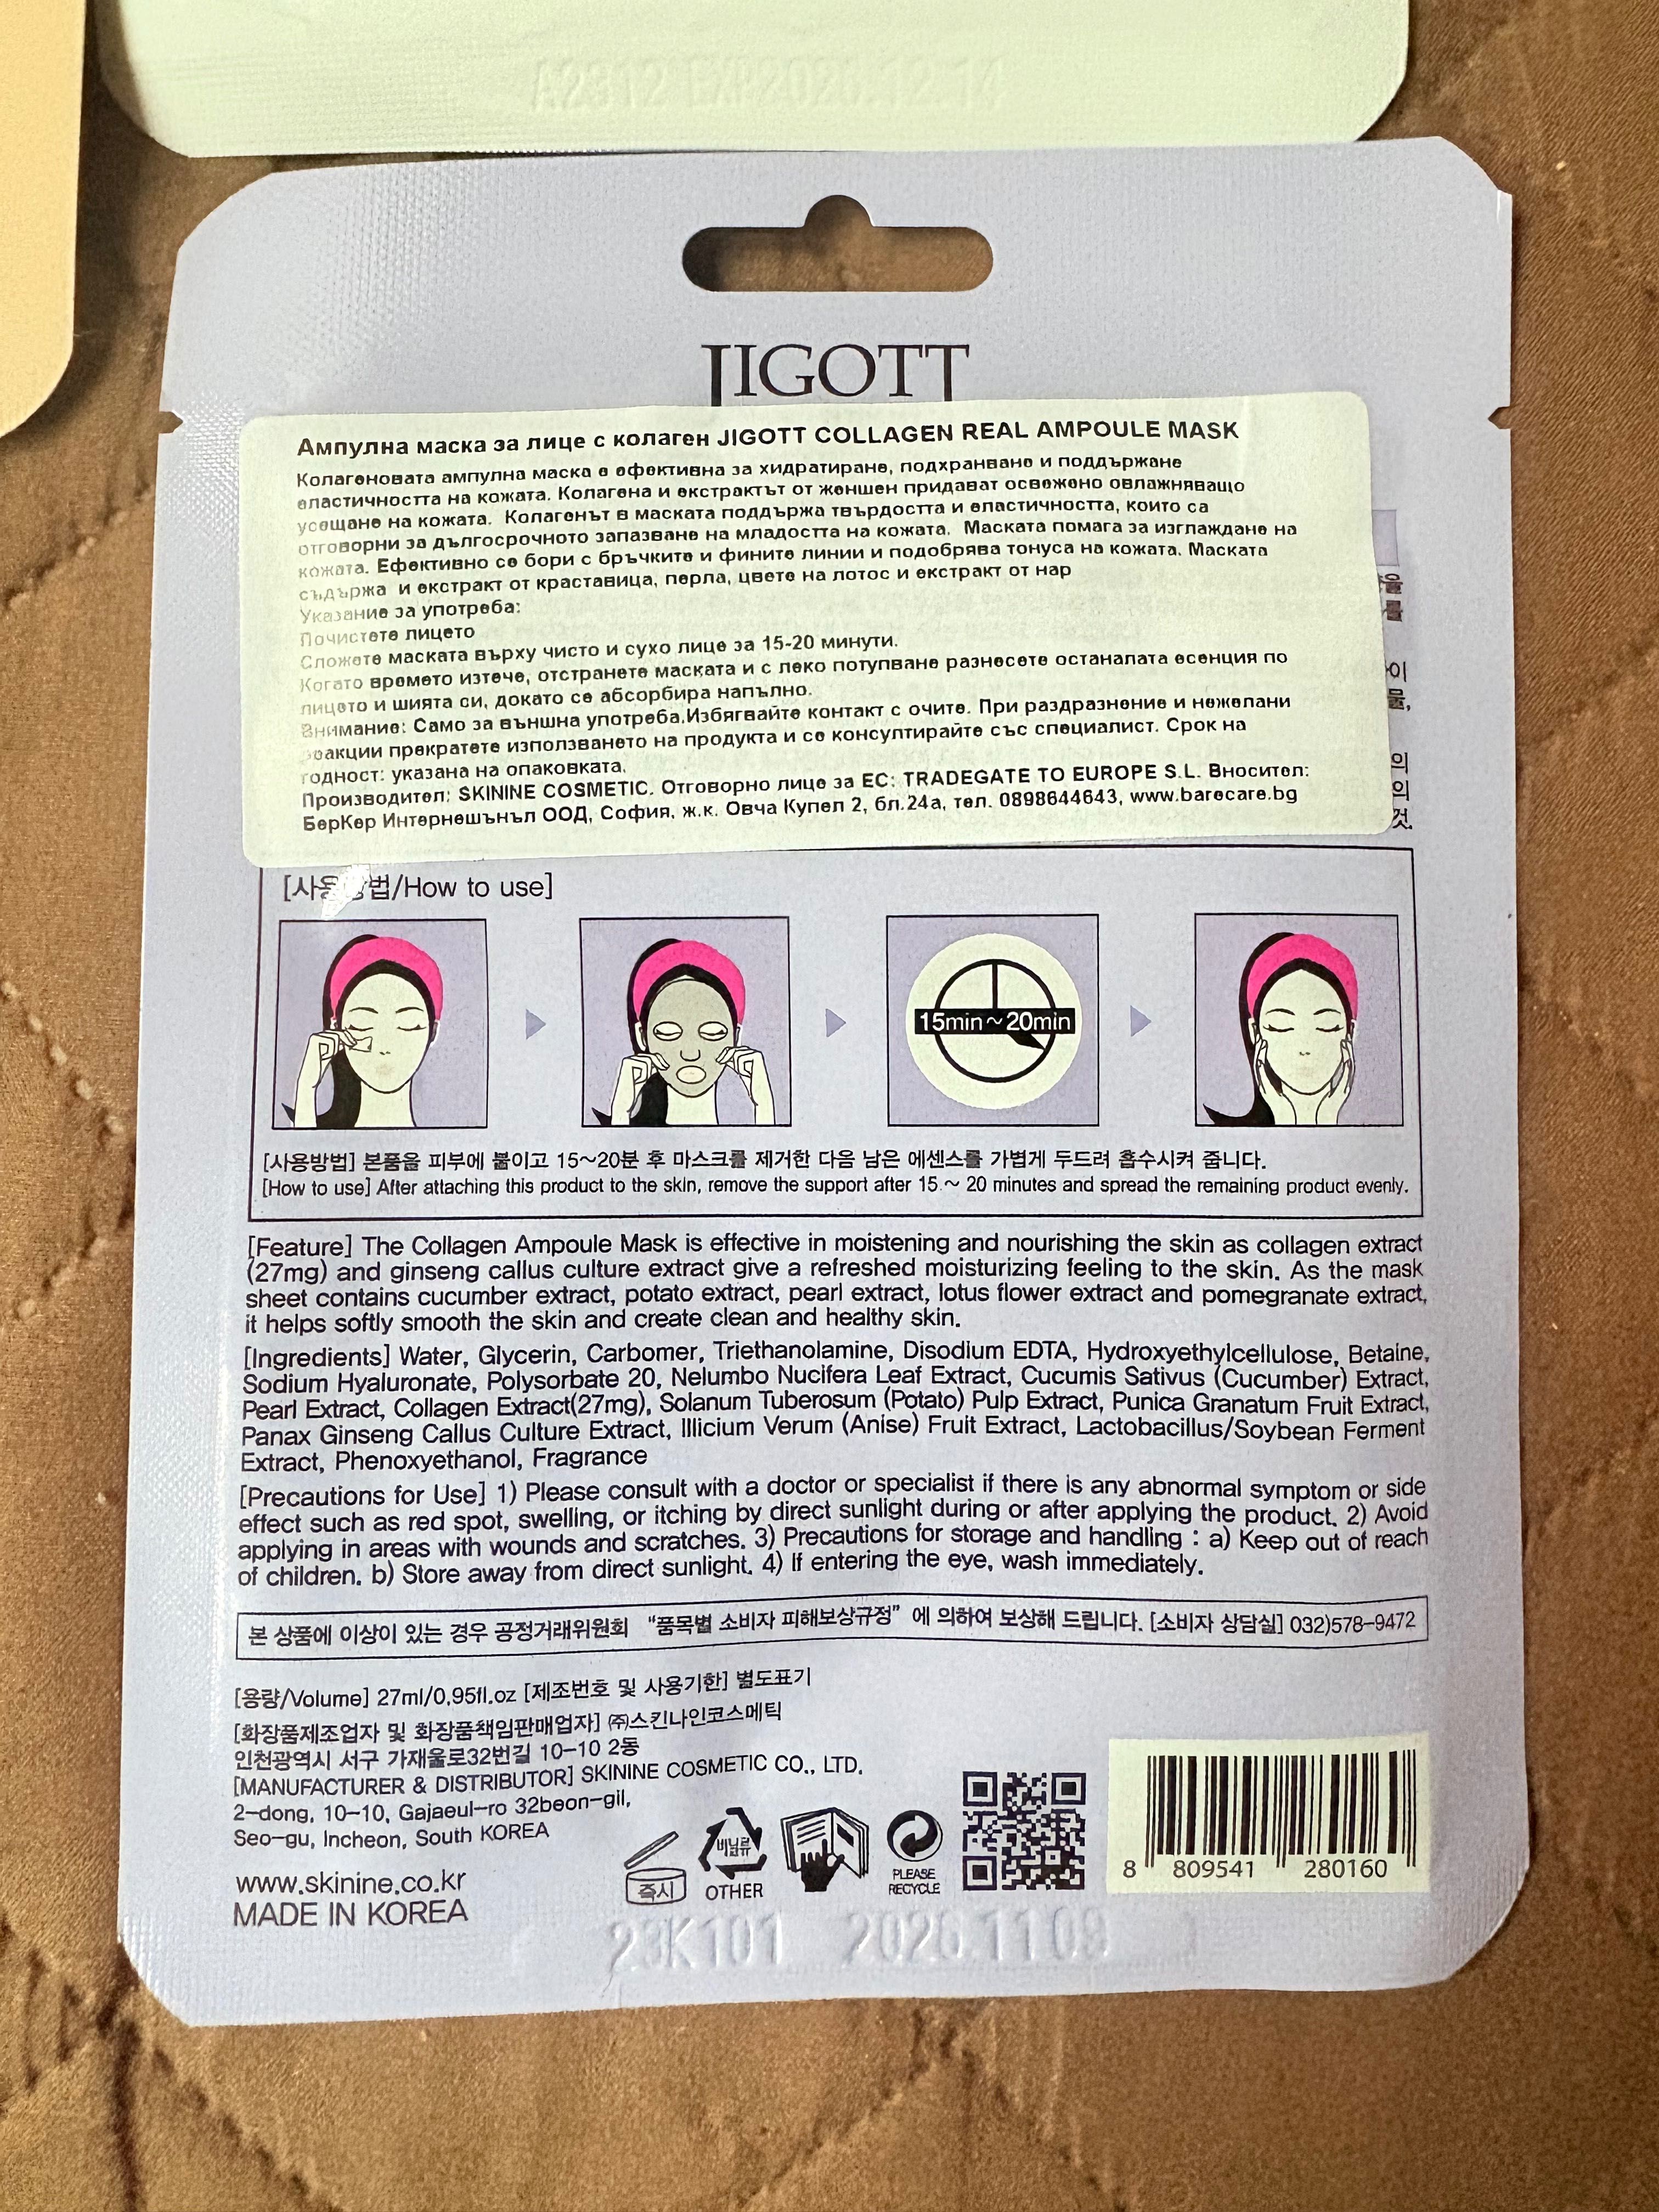 A2312 EXP2026.12.14
JIGOTT
Ампулна маска за лице с колаген JIGOTT COLLAGEN REAL AMPOULE MASK
Колагеновата ампулна маска е ефективна за хидратиране, подхранване и поддържане
еластичността на кожата. Колагена и екстрактът от женшен придават освежено овлажняващо
усещане на кожата. Колагенът в маската поддържа твърдостта и еластичността, които са
отговорни за дългосрочното запазване на младостта на кожата. Маската помага за изглаждане на
кожата. Ефективно се бори с бръчките и фините линии и подобрява тонуса на кожата. Маската
съдържа и екстракт от краставица, перла, цвете на лотос и екстракт от нар
Указание за употреба:
Почистете лицето
Сложете маската върху чисто и сухо лице за 15-20 минути.
Когато времето изтече, отстранете маската и с леко потупване разнесете останалата есенция по
лицето и шията си, докато се абсорбира напълно.
Внимание: Само за външна употреба.Избягвайте контакт с очите. При раздразнение и нежелани
реакции прекратете използването на продукта и се консултирайте със специалист. Срок на
годност: указана на опаковката.
Производител: SKININE COSMETIC. Отговорно лице за ЕС: TRADEGATE TO EUROPE S.L. Вносител:
БерКер Интернешънъл ООД, София, ж.к. Овча Купел 2, бл.24а, тел. 0898644643, www.barecare.bg
[사용방법/How to use]
15min~20min
[사용방법] 본품을 피부에 붙이고 15~20분 후 마스크를 제거한 다음 남은 에센스를 가볍게 두드려 흡수시켜 줍니다.
[How to use] After attaching this product to the skin, remove the support after 15 ~ 20 minutes and spread the remaining product evenly.
[Feature] The Collagen Ampoule Mask is effective in moistening and nourishing the skin as collagen extract
(27mg) and ginseng callus culture extract give a refreshed moisturizing feeling to the skin. As the mask
sheet contains cucumber extract, potato extract, pearl extract, lotus flower extract and pomegranate extract,
it helps softly smooth the skin and create clean and healthy skin.
[Ingredients] Water, Glycerin, Carbomer, Triethanolamine, Disodium EDTA, Hydroxyethylcellulose, Betaine,
Sodium Hyaluronate, Polysorbate 20, Nelumbo Nucifera Leaf Extract, Cucumis Sativus (Cucumber) Extract,
Pearl Extract, Collagen Extract(27mg), Solanum Tuberosum (Potato) Pulp Extract, Punica Granatum Fruit Extract,
Panax Ginseng Callus Culture Extract, Illicium Verum (Anise) Fruit Extract, Lactobacillus/Soybean Ferment
Extract, Phenoxyethanol, Fragrance
[Precautions for Use] 1) Please consult with a doctor or specialist if there is any abnormal symptom or side
effect such as red spot, swelling, or itching by direct sunlight during or after applying the product. 2) Avoid
applying in areas with wounds and scratches. 3) Precautions for storage and handling : a) Keep out of reach
of children. b) Store away from direct sunlight. 4) If entering the eye, wash immediately.
본 상품에 이상이 있는 경우 공정거래위원회 “품목별 소비자 피해보상규정” 에 의하여 보상해 드립니다. [소비자 상담실] 032)578-9472
[용량/Volume] 27ml/0.95fl.oz [제조번호 및 사용기한] 별도표기
[화장품제조업자 및 화장품책임판매업자] ㈜스킨나인코스메틱
인천광역시 서구 가재울로32번길 10-10 2동
[MANUFACTURER & DISTRIBUTOR] SKININE COSMETIC CO., LTD.
2-dong, 10-10, Gajaeul-ro 32beon-gil,
Seo-gu, Incheon, South KOREA
www.skinine.co.kr
MADE IN KOREA
즉시
비닐류
OTHER
PLEASE
RECYCLE
8 809541 280160
23K101 2026.11.09